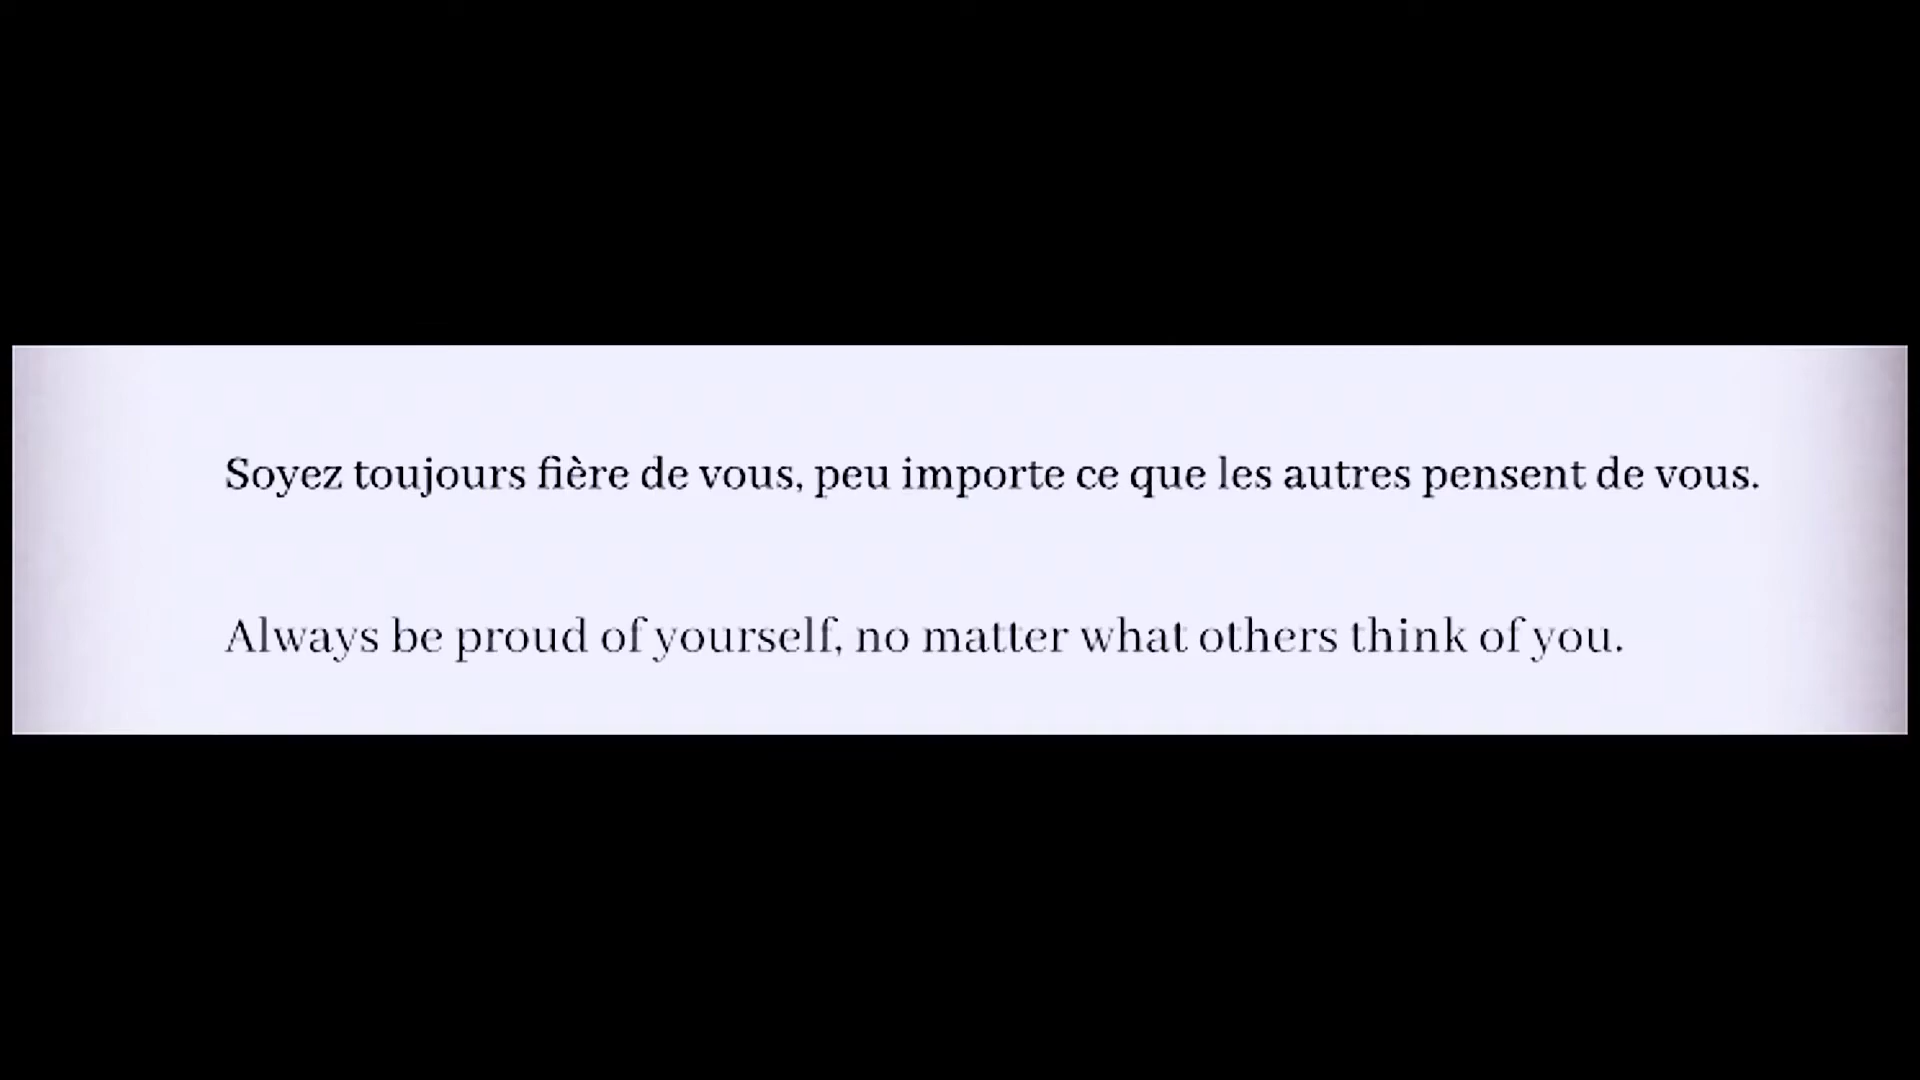 Soyez toujours fière de vous, peu importe ce que les autres pensent de vous.
Always be proud of yourself, no matter what others think of you.